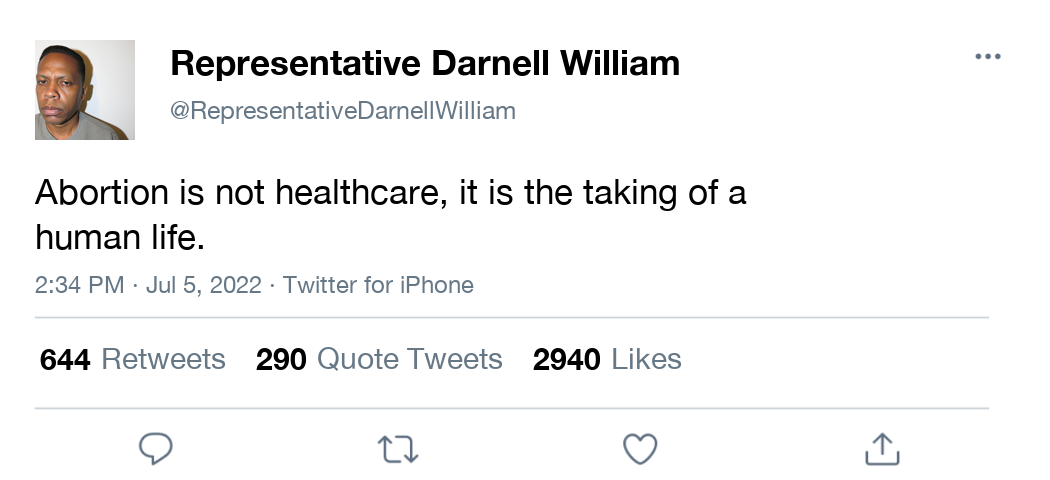 Representative Darnell William
@RepresentativeDarnellWilliam
Abortion is not healthcare, it is the taking of a
human life.
2:34 PM · Jul 5, 2022 · Twitter for iPhone
644 Retweets 290 Quote Tweets 2940 Likes